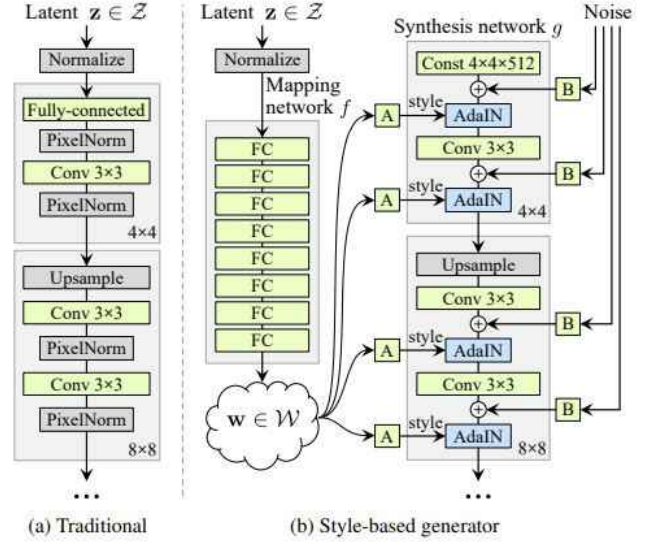 Latent z ∈ Z
Normalize
Fully-connected
PixelNorm
Conv 3×3
PixelNorm
4×4
Upsample
Conv 3×3
PixelNorm
Conv 3×3
PixelNorm
8×8
...
(a) Traditional
Latent z ∈ Z
Normalize
Mapping
network f
FC
FC
FC
FC
FC
FC
FC
FC
w ∈ W
A
style
A
style
A
style
A
style
Synthesis network g
Noise
Const 4×4×512
B
AdaIN
Conv 3×3
B
AdaIN
4×4
Upsample
Conv 3×3
B
AdaIN
Conv 3×3
B
AdaIN
8×8
...
(b) Style-based generator